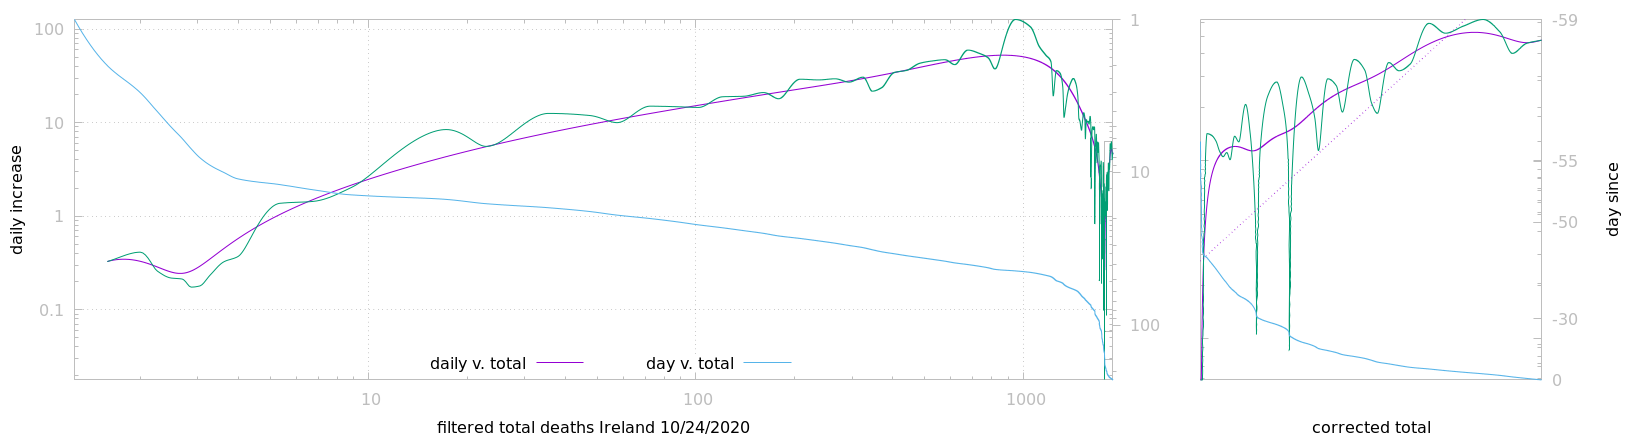 100
10
1
0.1
daily increase
10
100
1000
filtered total deaths Ireland 10/24/2020
daily v. total
day v. total
1
10
100
-59
-55
-50
-30
0
day since
corrected total